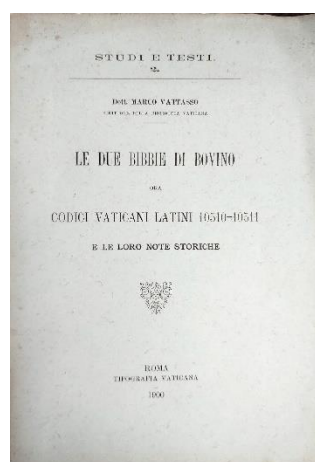 STUDI E TESTI.
2.
Dott. MARCO VATTASSO
LE DUE BIBBIE DI BOVINO
ORA
CODICI VATICANI LATINI 10510-10511
E LE LORO NOTE STORICHE
ROMA
TIPOGRAFIA VATICANA
1900